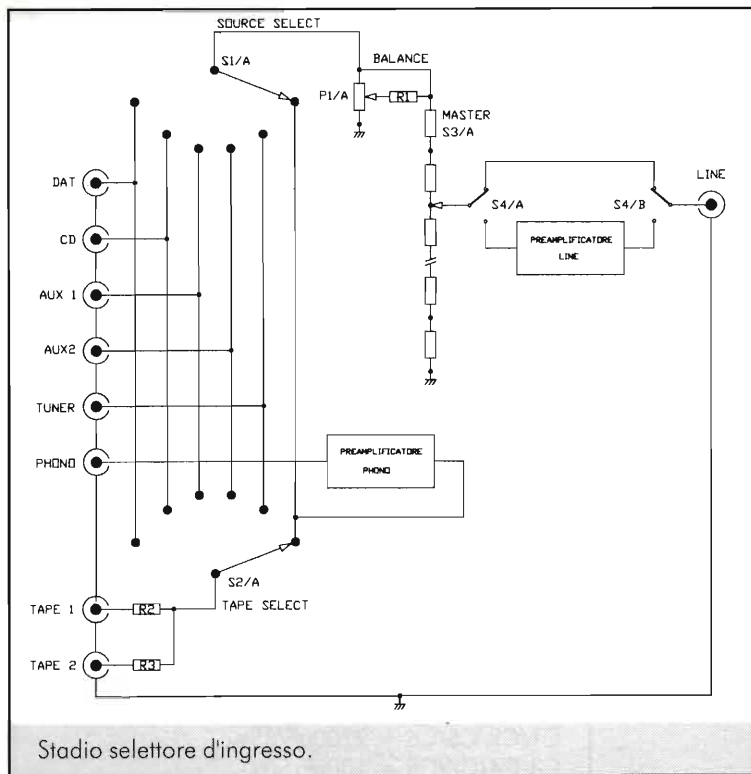 SOURCE SELECT
S1/A
BALANCE
P1/A
R1
MASTER
S3/A
LINE
DAT
S4/A
S4/B
CD
PREAMPLIFICATORE
LINE
AUX 1
AUX2
TUNER
PHONO
PREAMPLIFICATORE
PHONO
S2/A
TAPE SELECT
TAPE 1
R2
TAPE 2
R3
Stadio selettore d'ingresso.